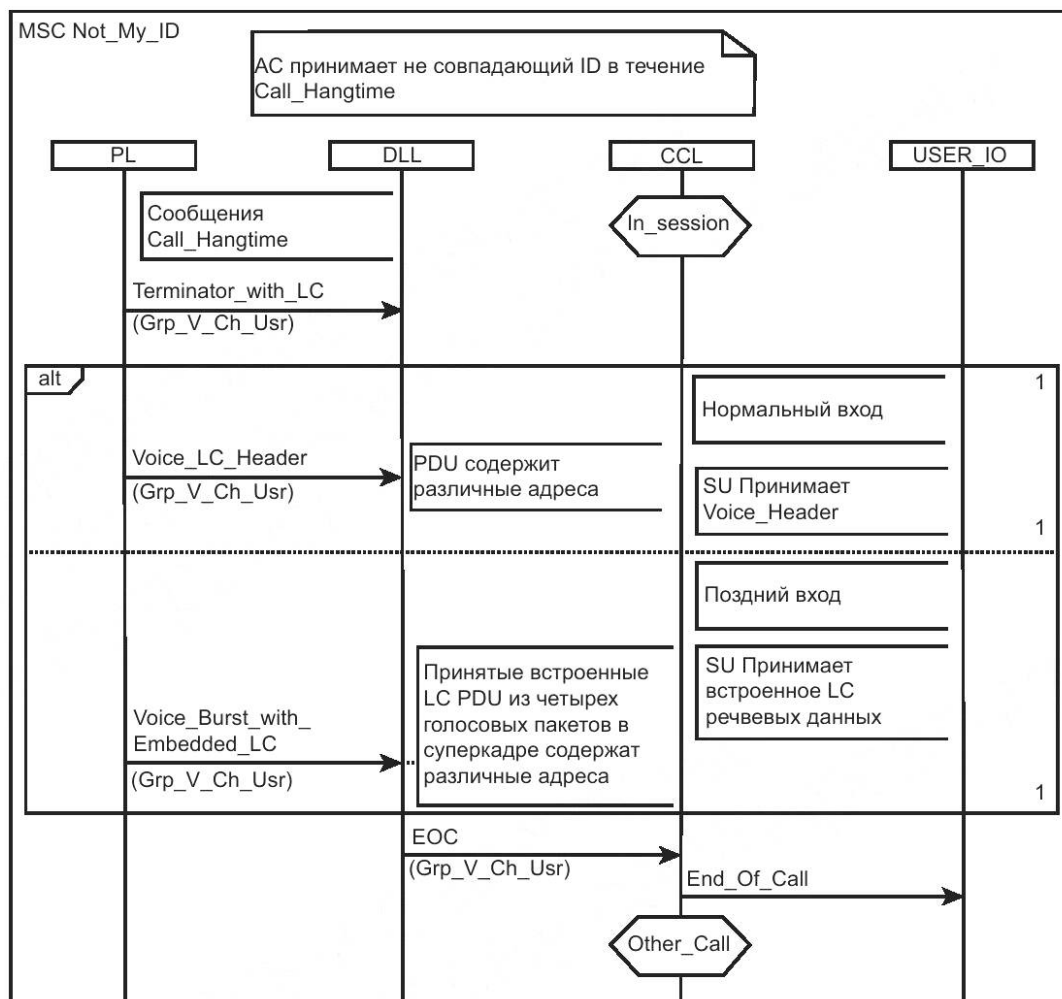 MSC Not_My_ID
АС принимает не совпадающий ID в течение
Call_Hangtime
PL
DLL
CCL
USER_IO
Сообщения
Call_Hangtime
In_session
Terminator_with_LC
(Grp_V_Ch_Usr)
alt
1
Нормальный вход
Voice_LC_Header
(Grp_V_Ch_Usr)
PDU содержит
различные адреса
SU Принимает
Voice_Header
1
Поздний вход
Принятые встроенные
LC PDU из четырех
голосовых пакетов в
суперкадре содержат
различные адреса
SU Принимает
встроенное LC
речвевых данных
Voice_Burst_with_
Embedded_LC
(Grp_V_Ch_Usr)
1
EOC
(Grp_V_Ch_Usr)
End_Of_Call
Other_Call